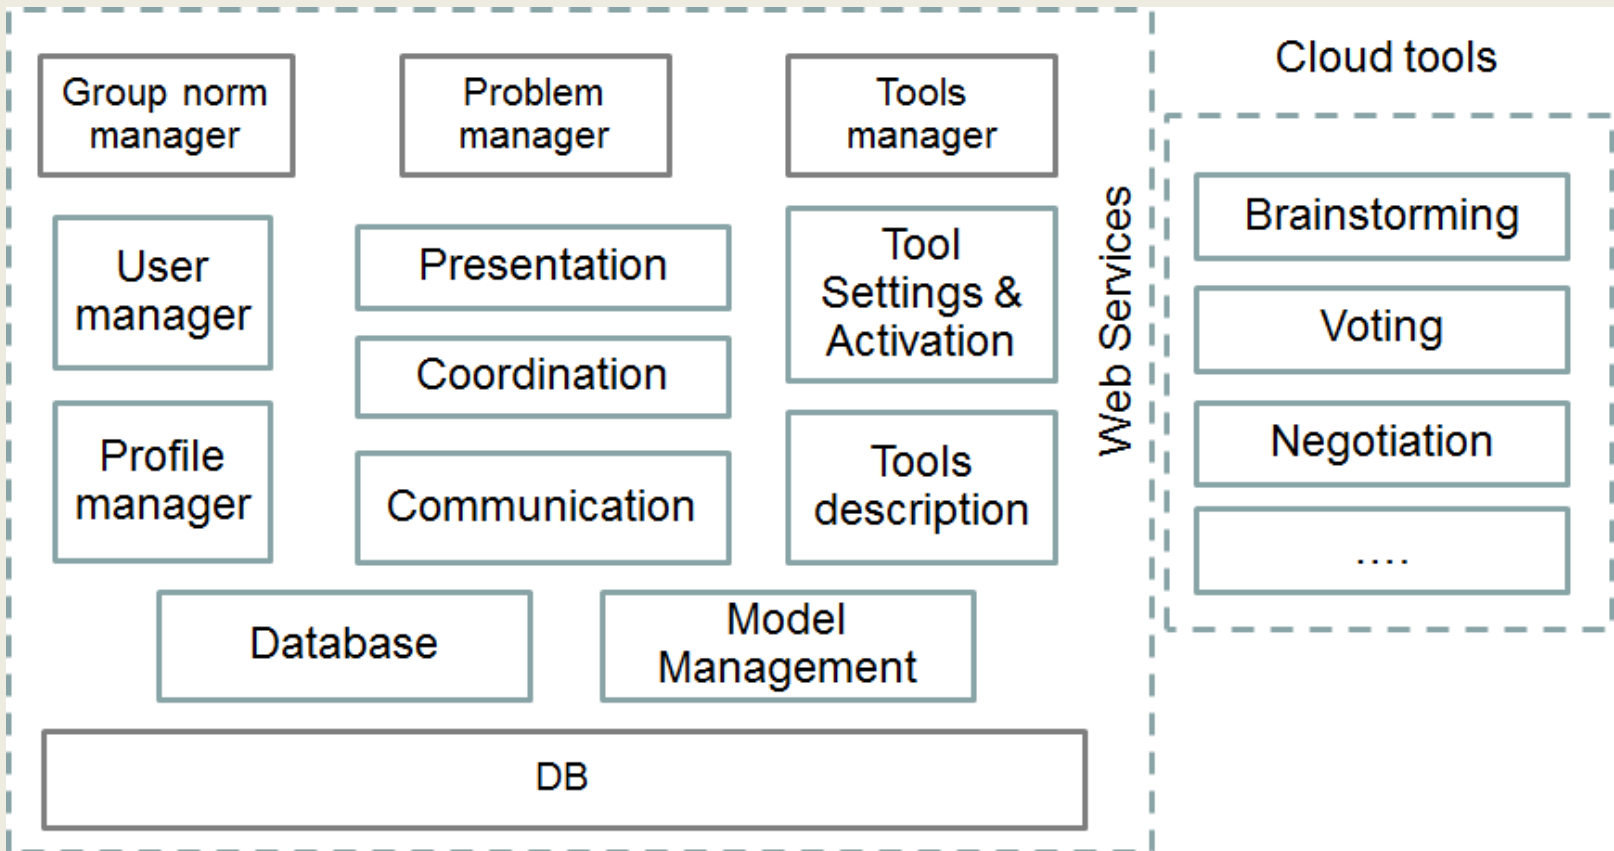 Group norm
manager
Problem
manager
Tools
manager
User
manager
Profile
manager
Presentation
Coordination
Communication
Tool
Settings &
Activation
Tools
description
Database
Model
Management
DB
Web Services
Cloud tools
Brainstorming
Voting
Negotiation
....